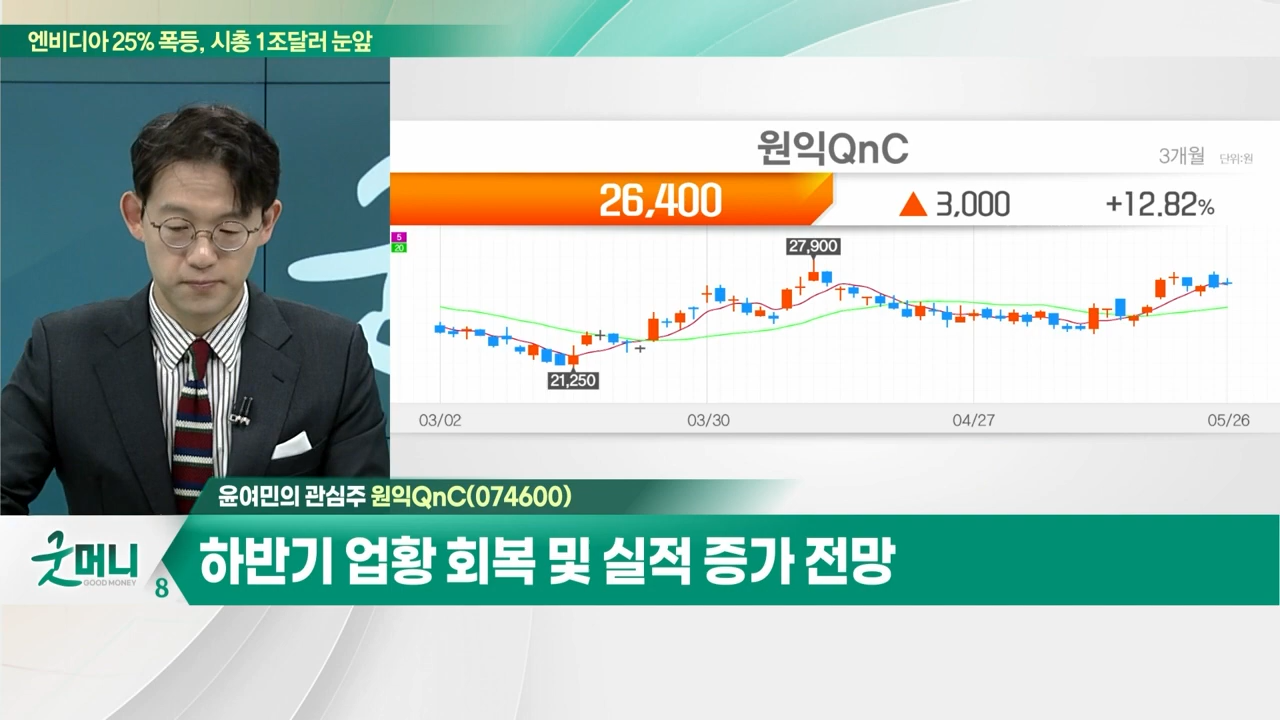 엔비디아 25% 폭등, 시총 1조달러 눈앞
원익QnC
3개월 단위:원
26,400 ▲ 3,000 +12.82%
5
20
27,900
21,250
03/02 03/30 04/27 05/26
윤여민의 관심주 원익QnC(074600)
하반기 업황 회복 및 실적 증가 전망
굿머니
GOOD MONEY
8